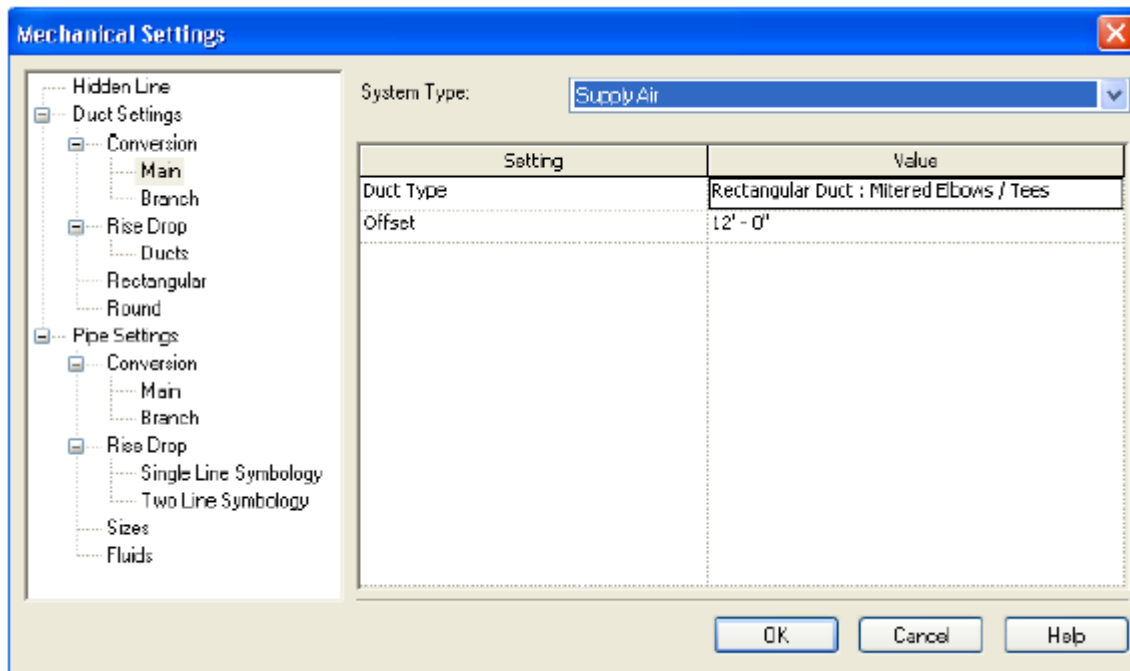 Mechanical Settings
Hidden Line
Duct Settings
Conversion
Main
Branch
Rise Drop
Ducts
Rectangular
Round
Pipe Settings
Conversion
Main
Branch
Rise Drop
Single Line Symbology
Two Line Symbology
Sizes
Fluids
System Type: Supply Air
Setting Value
Duct Type Rectangular Duct : Mitered Elbows / Tees
Offset 12' - 0"
OK Cancel Help